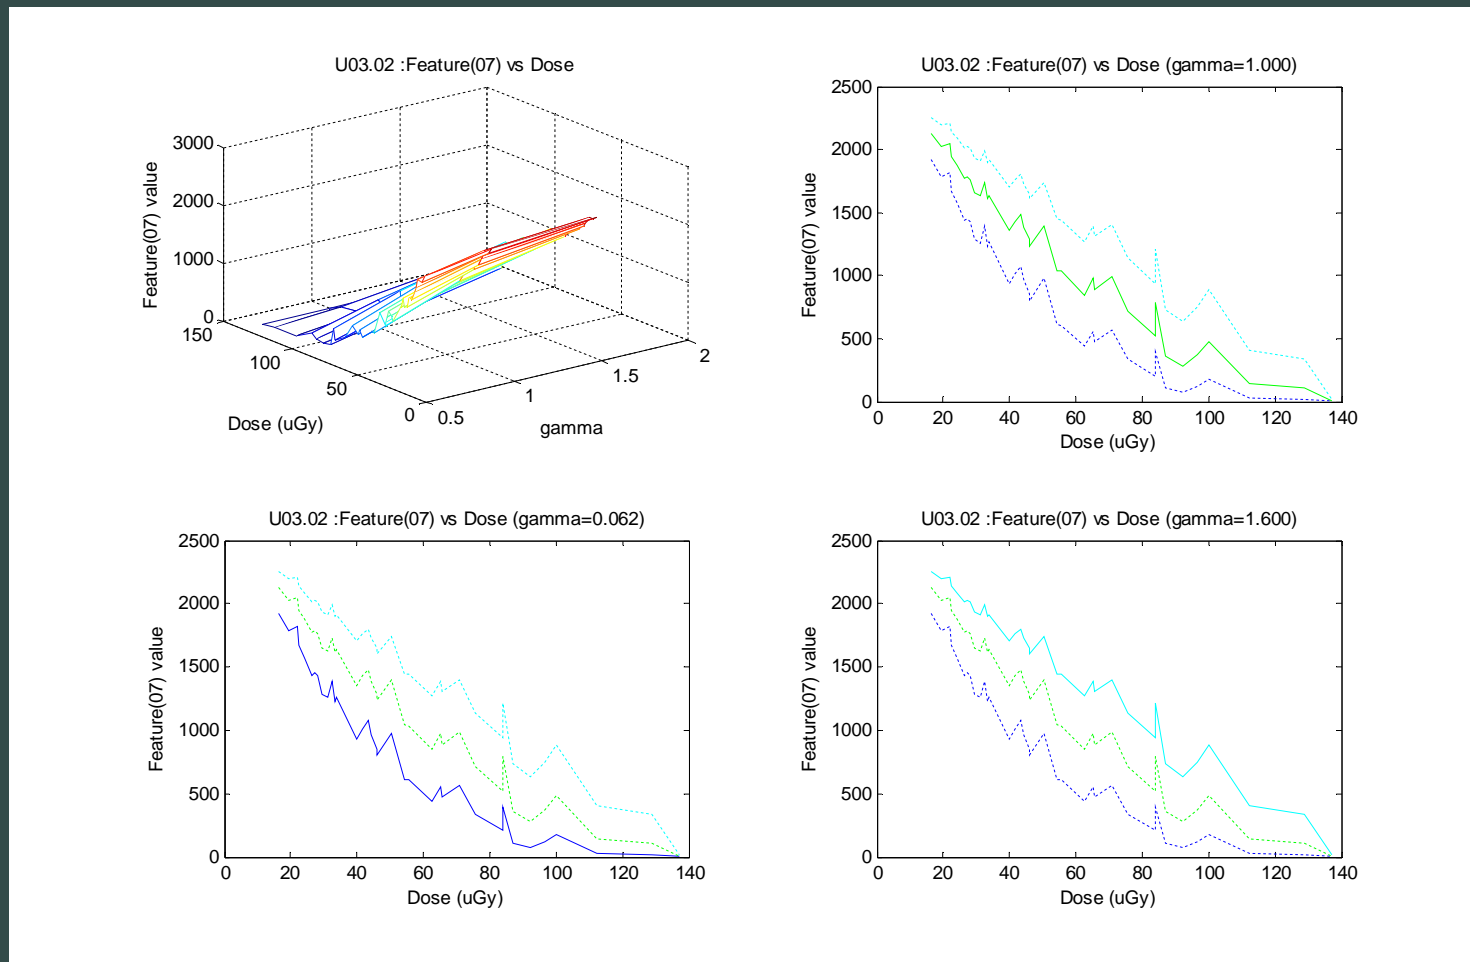 U03.02 :Feature(07) vs Dose
3000
2000
1000
0
Feature(07) value
150
100
50
0
Dose (uGy)
0.5
1
1.5
2
gamma
U03.02 :Feature(07) vs Dose (gamma=1.000)
2500
2000
1500
1000
500
0
Feature(07) value
0 20 40 60 80 100 120 140
Dose (uGy)
U03.02 :Feature(07) vs Dose (gamma=0.062)
2500
2000
1500
1000
500
0
Feature(07) value
0 20 40 60 80 100 120 140
Dose (uGy)
U03.02 :Feature(07) vs Dose (gamma=1.600)
2500
2000
1500
1000
500
0
Feature(07) value
0 20 40 60 80 100 120 140
Dose (uGy)